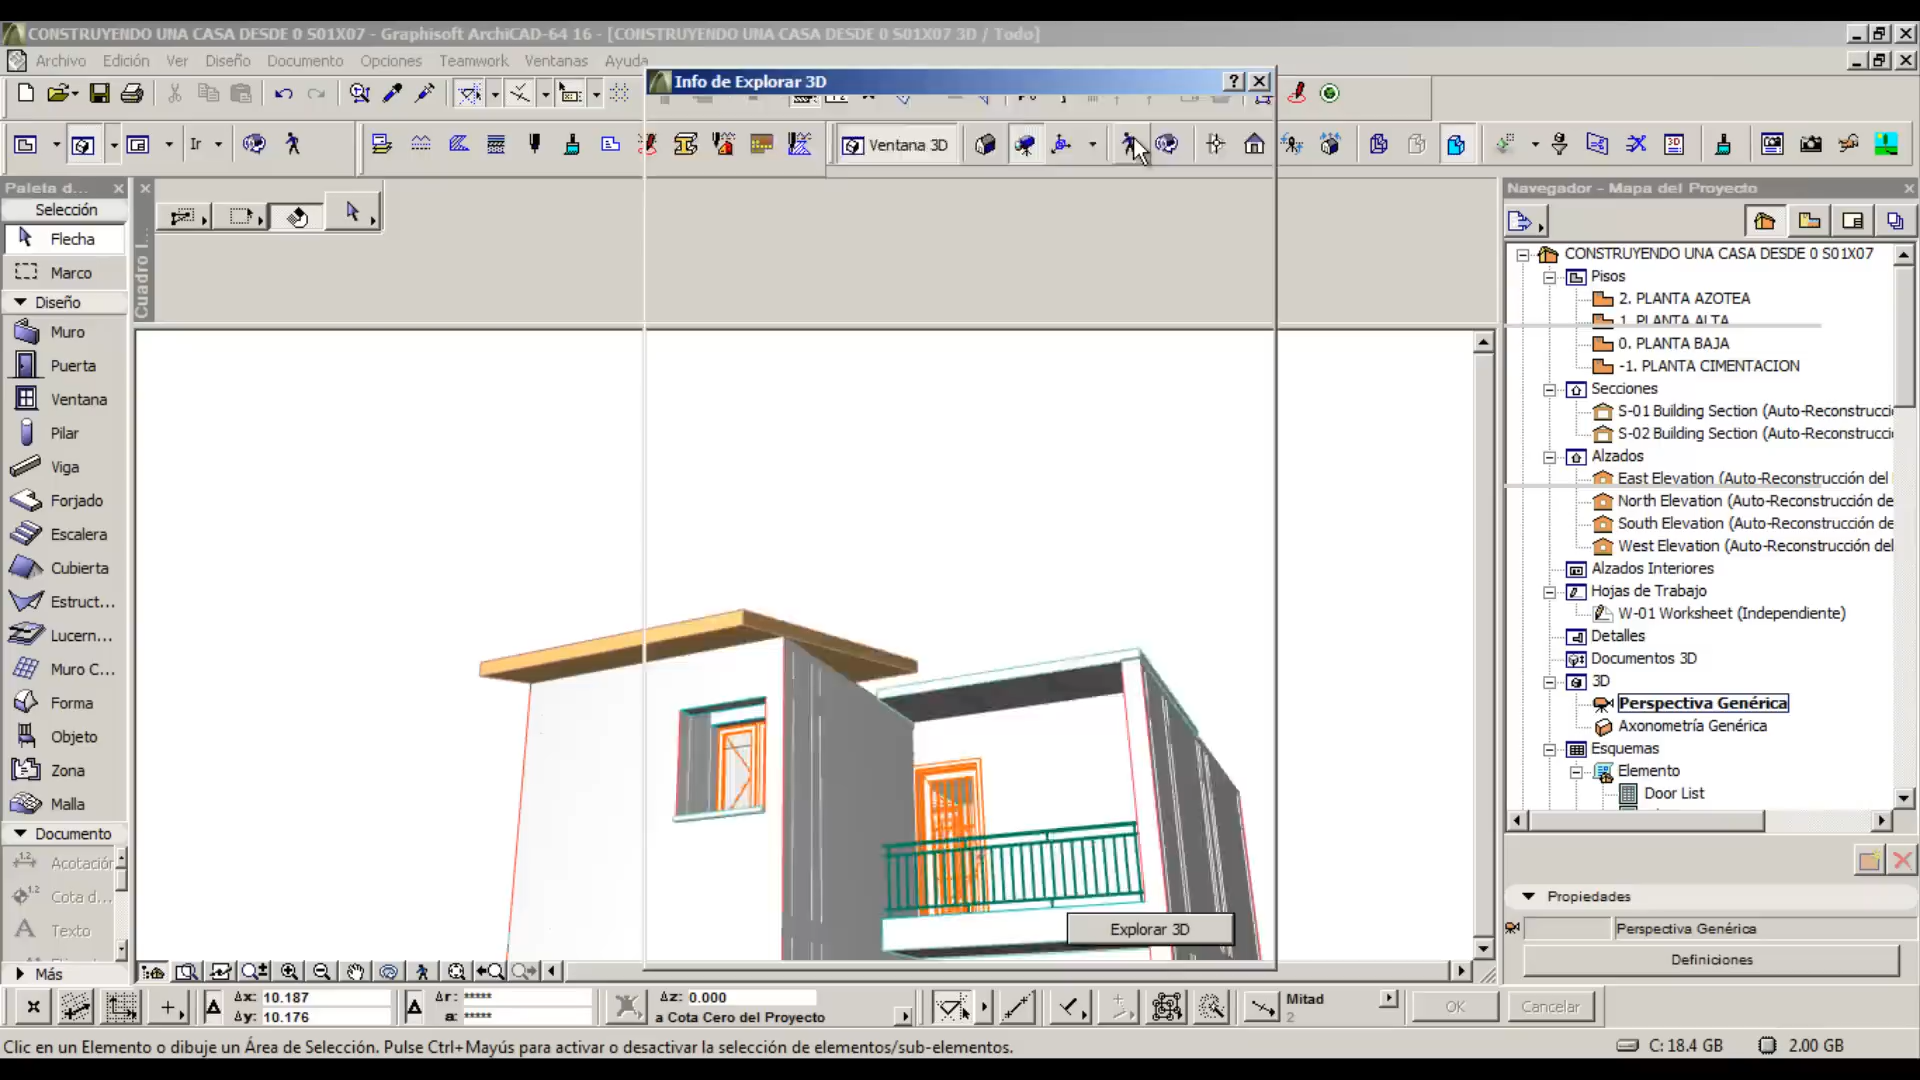 CONSTRUYENDO UNA CASA DESDE 0 S01X07 - Graphisoft ArchiCAD-64 16 - [CONSTRUYENDO UNA CASA DESDE 0 S01X07 3D / Todo]
Archivo Edición Ver Diseño Documento Opciones Teamwork Ventanas Ayuda
Info de Explorar 3D
Ir
Ventana 3D
Paleta d...
Selección
Flecha
Marco
Diseño
Muro
Puerta
Ventana
Pilar
Viga
Forjado
Escalera
Cubierta
Estruct...
Lucern...
Muro C...
Forma
Objeto
Zona
Malla
Documento
Acotación
Cota d...
Texto
Más
Cuadro I...
Explorar 3D
Navegador - Mapa del Proyecto
CONSTRUYENDO UNA CASA DESDE 0 S01X07
Pisos
2. PLANTA AZOTEA
1. PLANTA ALTA
0. PLANTA BAJA
-1. PLANTA CIMENTACION
Secciones
S-01 Building Section (Auto-Reconstrucci
S-02 Building Section (Auto-Reconstrucci
Alzados
East Elevation (Auto-Reconstrucción del
North Elevation (Auto-Reconstrucción de
South Elevation (Auto-Reconstrucción de
West Elevation (Auto-Reconstrucción del
Alzados Interiores
Hojas de Trabajo
W-01 Worksheet (Independiente)
Detalles
Documentos 3D
3D
Perspectiva Genérica
Axonometría Genérica
Esquemas
Elemento
Door List
Propiedades
Perspectiva Genérica
Definiciones
Δx: 10.187
Δy: 10.176
Δr: *****
a: *****
Δz: 0.000
a Cota Cero del Proyecto
Mitad
2
OK
Cancelar
Clic en un Elemento o dibuje un Área de Selección. Pulse Ctrl+Mayús para activar o desactivar la selección de elementos/sub-elementos.
C: 18.4 GB
2.00 GB